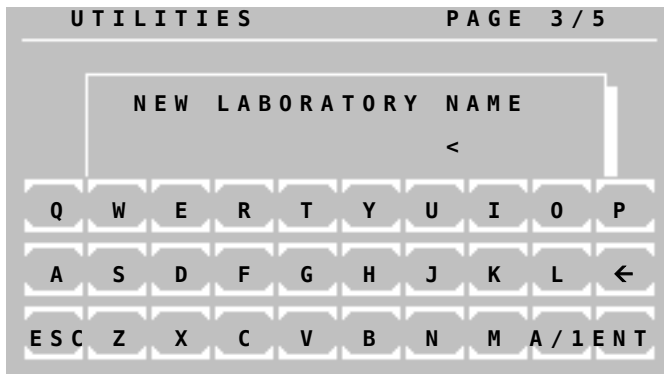 UTILITIES PAGE 3/5
NEW LABORATORY NAME
<
Q W E R T Y U I O P
A S D F G H J K L ←
ESC Z X C V B N M A/1 ENT